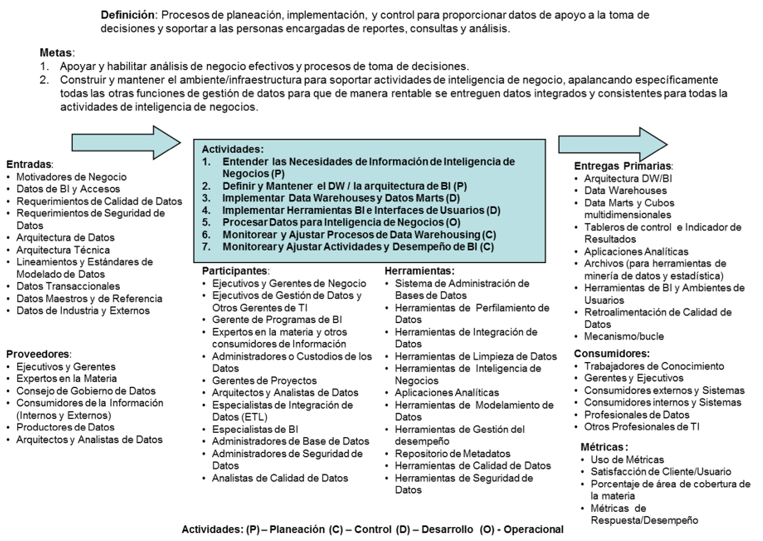 Definición: Procesos de planeación, implementación, y control para proporcionar datos de apoyo a la toma de
decisiones y soportar a las personas encargadas de reportes, consultas y análisis.
Metas:
1. Apoyar y habilitar análisis de negocio efectivos y procesos de toma de decisiones.
2. Construir y mantener el ambiente/infraestructura para soportar actividades de inteligencia de negocio, apalancando específicamente
todas las otras funciones de gestión de datos para que de manera rentable se entreguen datos integrados y consistentes para todas la
actividades de inteligencia de negocios.
Entradas:
• Motivadores de Negocio
• Datos de BI y Accesos
• Requerimientos de Calidad de Datos
• Requerimientos de Seguridad de
Datos
• Arquitectura de Datos
• Arquitectura Técnica
• Lineamientos y Estándares de
Modelado de Datos
• Datos Transaccionales
• Datos Maestros y de Referencia
• Datos de Industria y Externos
Proveedores:
• Ejecutivos y Gerentes
• Expertos en la Materia
• Consejo de Gobierno de Datos
• Consumidores de la Información
(Internos y Externos)
• Productores de Datos
• Arquitectos y Analistas de Datos
Actividades:
1. Entender las Necesidades de Información de Inteligencia de
Negocios (P)
2. Definir y Mantener el DW / la arquitectura de BI (P)
3. Implementar Data Warehouses y Datos Marts (D)
4. Implementar Herramientas BI e Interfaces de Usuarios (D)
5. Procesar Datos para Inteligencia de Negocios (O)
6. Monitorear y Ajustar Procesos de Data Warehousing (C)
7. Monitorear y Ajustar Actividades y Desempeño de BI (C)
Participantes:
• Ejecutivos y Gerentes de Negocio
• Ejecutivos de Gestión de Datos y
Otros Gerentes de TI
• Gerente de Programas de BI
• Expertos en la materia y otros
consumidores de Información
• Administradores o Custodios de los
Datos
• Gerentes de Proyectos
• Arquitectos y Analistas de Datos
• Especialistas de Integración de
Datos (ETL)
• Especialistas de BI
• Administradores de Base de Datos
• Administradores de Seguridad de
Datos
• Analistas de Calidad de Datos
Herramientas:
• Sistema de Administración de
Bases de Datos
• Herramientas de Perfilamiento de
Datos
• Herramientas de Integración de
Datos
• Herramientas de Limpieza de Datos
• Herramientas de Inteligencia de
Negocios
• Aplicaciones Analíticas
• Herramientas de Modelamiento de
Datos
• Herramientas de Gestión del
desempeño
• Repositorio de Metadatos
• Herramientas de Calidad de Datos
• Herramientas de Seguridad de
Datos
Entregas Primarias:
• Arquitectura DW/BI
• Data Warehouses
• Data Marts y Cubos
multidimensionales
• Tableros de control e Indicador de
Resultados
• Aplicaciones Analíticas
• Archivos (para herramientas de
minería de datos y estadística)
• Herramientas de BI y Ambientes de
Usuarios
• Retroalimentación de Calidad de
Datos
• Mecanismo/bucle
Consumidores:
• Trabajadores de Conocimiento
• Gerentes y Ejecutivos
• Consumidores externos y Sistemas
• Consumidores internos y Sistemas
• Profesionales de Datos
• Otros Profesionales de TI
Métricas:
• Uso de Métricas
• Satisfacción de Cliente/Usuario
• Porcentaje de área de cobertura de
la materia
• Métricas de
Respuesta/Desempeño
Actividades: (P) – Planeación (C) – Control (D) – Desarrollo (O) - Operacional